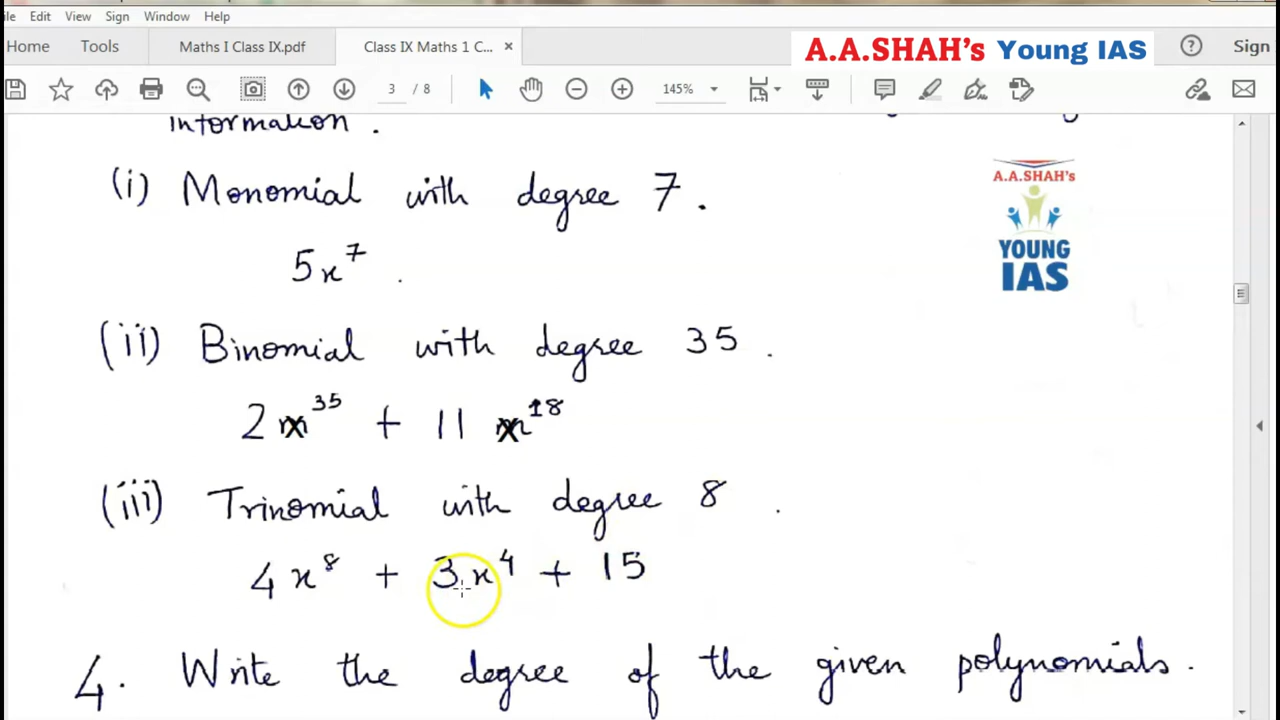 ile Edit View Sign Window Help
Home Tools Maths I Class IX.pdf Class IX Maths 1 C... × ? Sign
A.A.SHAH's Young IAS
3 / 8 145%
information.
(i) Monomial with degree 7.
5x⁷.
A.A.SHAH's
YOUNG
IAS
(ii) Binomial with degree 35.
2x³⁵ + 11x¹⁸
(iii) Trinomial with degree 8.
4x⁸ + 3x⁴ + 15
4. Write the degree of the given polynomials.